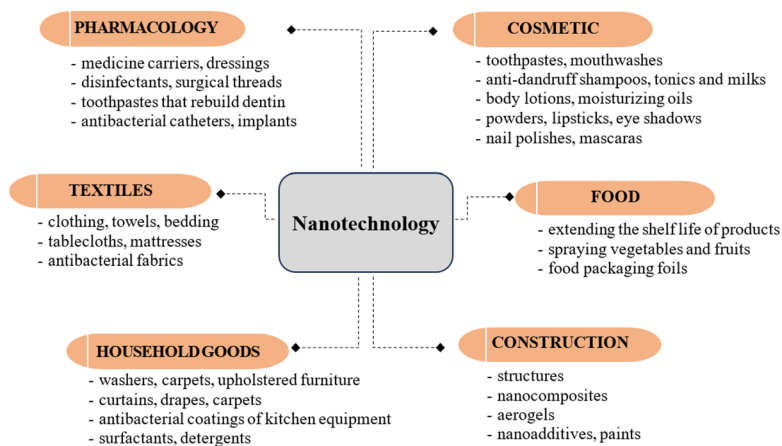 PHARMACOLOGY
- medicine carriers, dressings
- disinfectants, surgical threads
- toothpastes that rebuild dentin
- antibacterial catheters, implants
COSMETIC
- toothpastes, mouthwashes
- anti-dandruff shampoos, tonics and milks
- body lotions, moisturizing oils
- powders, lipsticks, eye shadows
- nail polishes, mascaras
TEXTILES
- clothing, towels, bedding
- tablecloths, mattresses
- antibacterial fabrics
Nanotechnology
FOOD
- extending the shelf life of products
- spraying vegetables and fruits
- food packaging foils
HOUSEHOLD GOODS
- washers, carpets, upholstered furniture
- curtains, drapes, carpets
- antibacterial coatings of kitchen equipment
- surfactants, detergents
CONSTRUCTION
- structures
- nanocomposites
- aerogels
- nanoadditives, paints